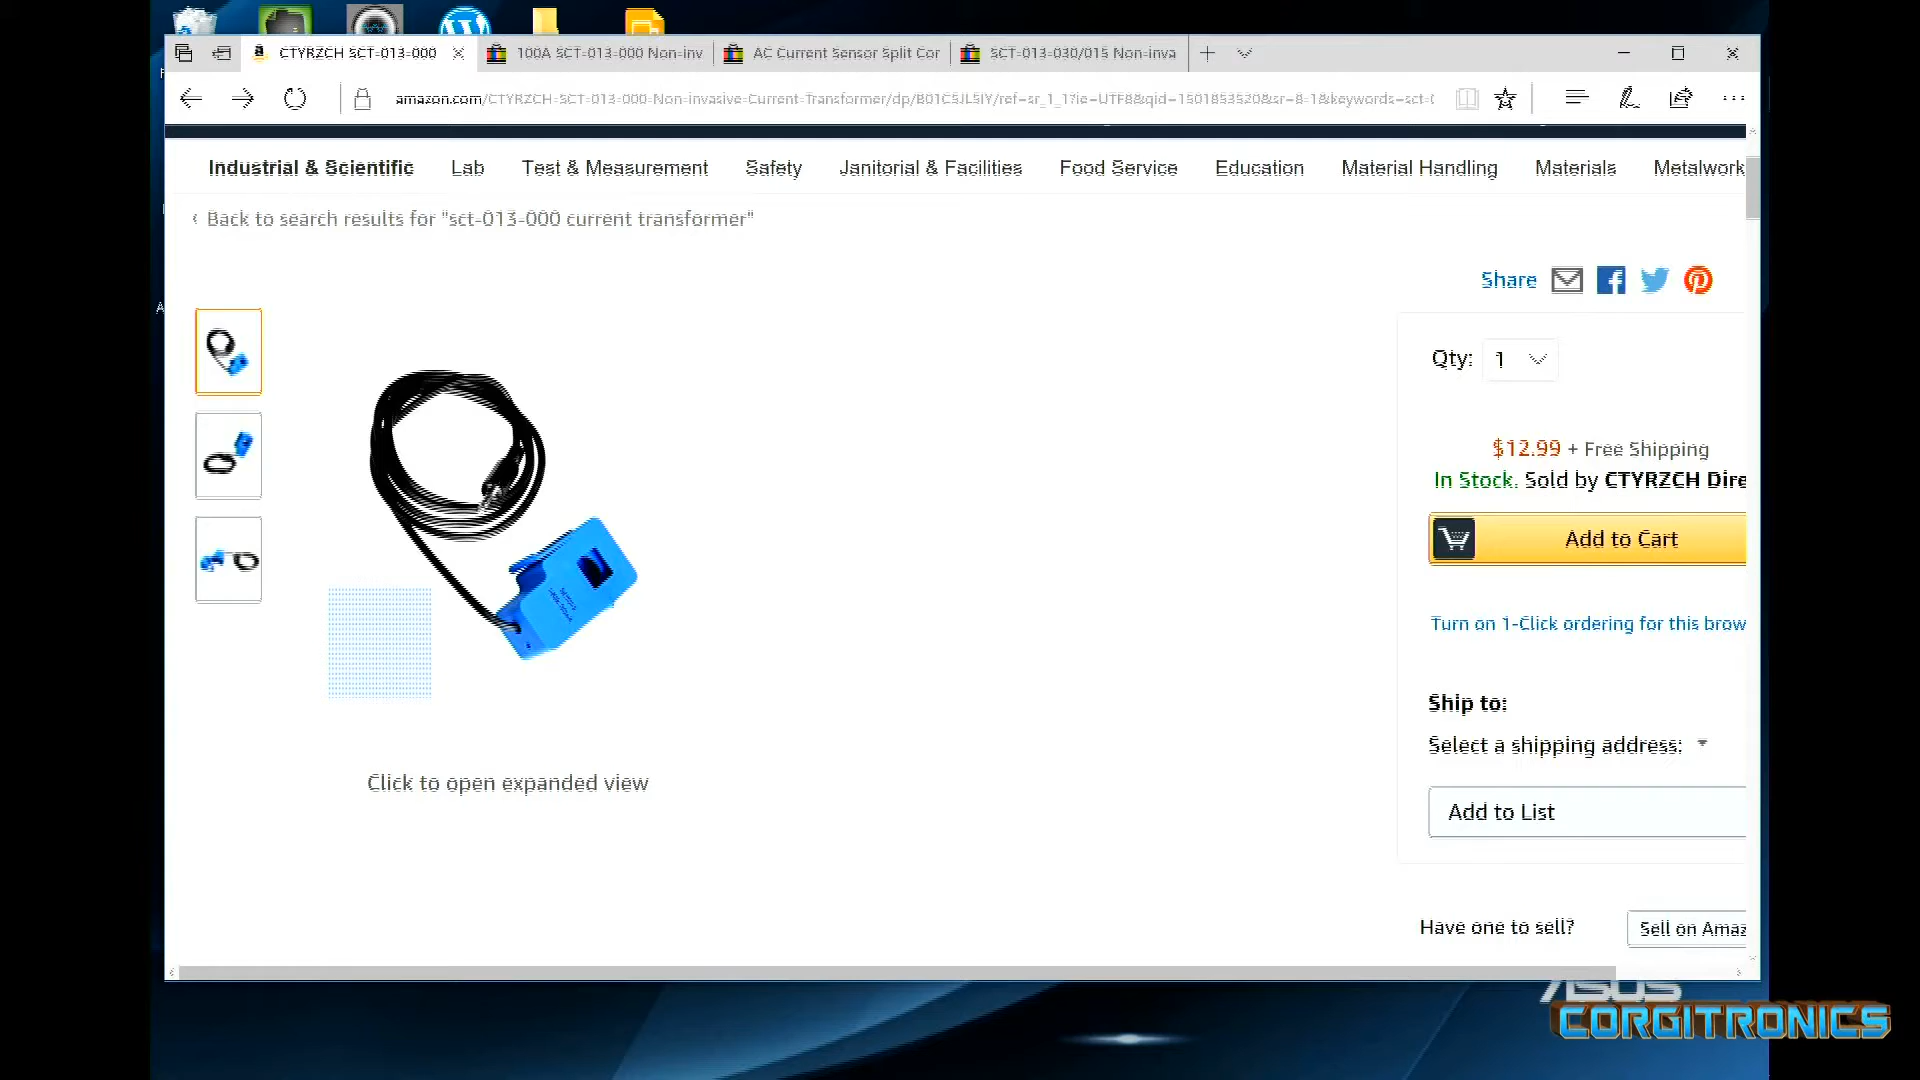 CTYRZCH SCT-013-000
100A SCT-013-000 Non-inv
AC Current Sensor Split Cor
SCT-013-030/015 Non-inva
amazon.com/CTYRZCH-SCT-013-000-Non-invasive-Current-Transformer/dp/B01C5JL5IY/ref=sr_1_1?ie=UTF8&qid=1501853520&sr=8-1&keywords=sct-0
Industrial & Scientific Lab Test & Measurement Safety Janitorial & Facilities Food Service Education Material Handling Materials Metalwork
‹ Back to search results for "sct-013-000 current transformer"
Share
Qty: 1
$12.99 + Free Shipping
In Stock. Sold by CTYRZCH Dire
Add to Cart
Turn on 1-Click ordering for this brow
Ship to:
Select a shipping address:
Click to open expanded view
Add to List
Have one to sell?
Sell on Amaz
ASUS
CORGITRONICS